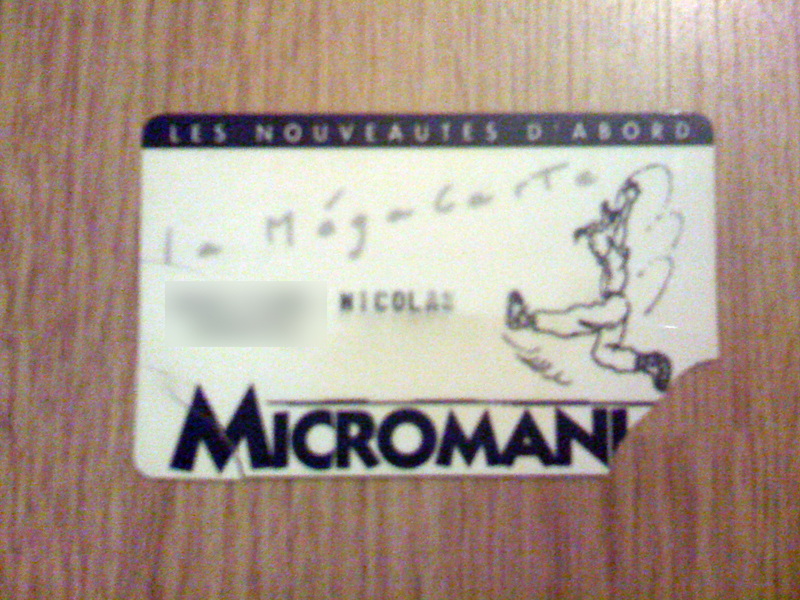 LES NOUVEAUTES D'ABORD
la MégaCarTe
NICOLAS
MICROMANI